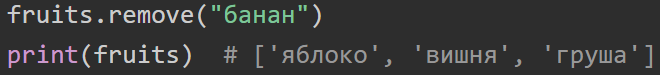 fruits.remove("банан")
print(fruits)  # ['яблоко', 'вишня', 'груша']